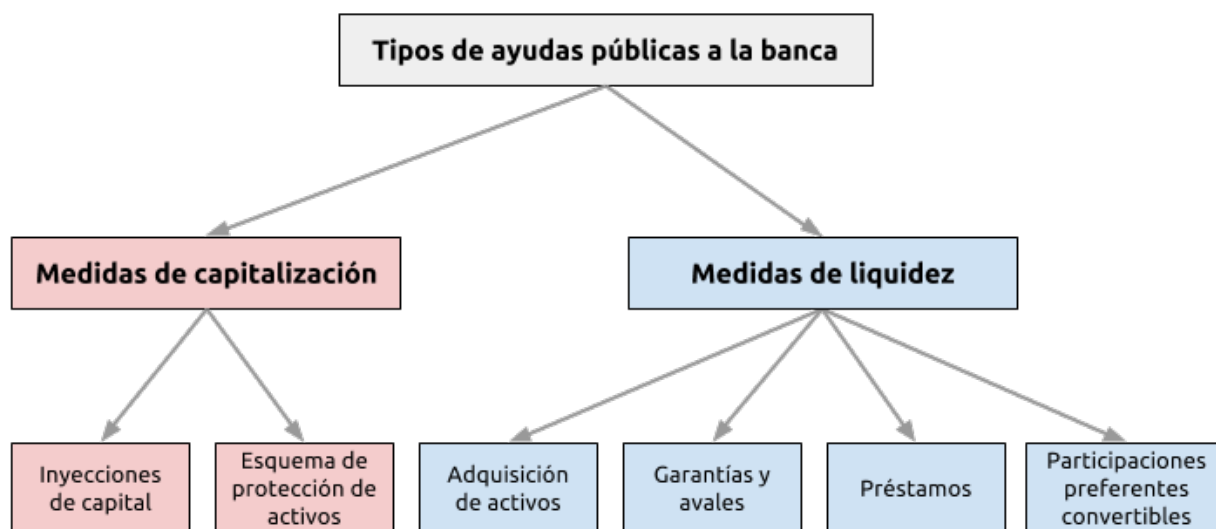 Tipos de ayudas públicas a la banca
Medidas de capitalización
Medidas de liquidez
Inyecciones
de capital
Esquema de
protección de
activos
Adquisición
de activos
Garantías y
avales
Préstamos
Participaciones
preferentes
convertibles